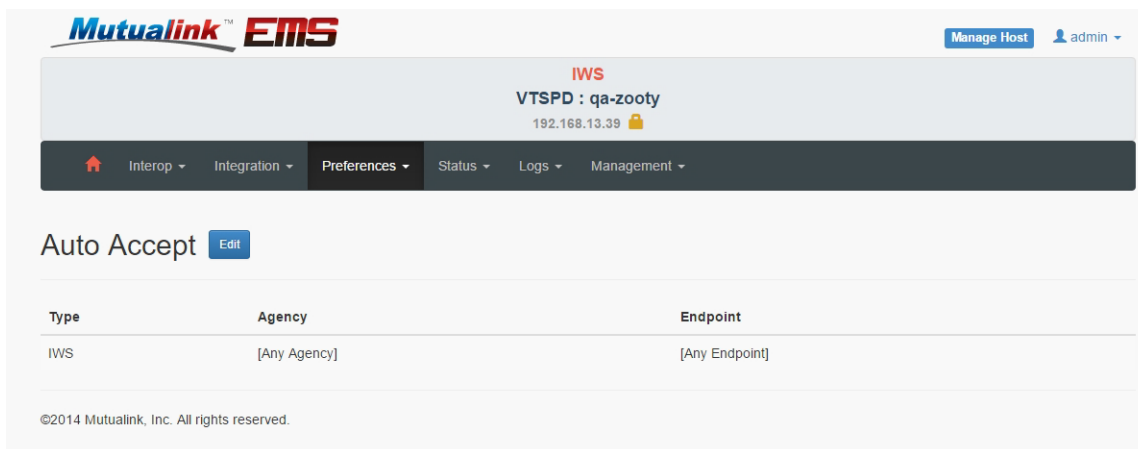 Mutualink™ EMS
Manage Host admin
IWS
VTSPD : qa-zooty
192.168.13.39
Interop Integration Preferences Status Logs Management
Auto Accept Edit
Type Agency Endpoint
IWS [Any Agency] [Any Endpoint]
©2014 Mutualink, Inc. All rights reserved.